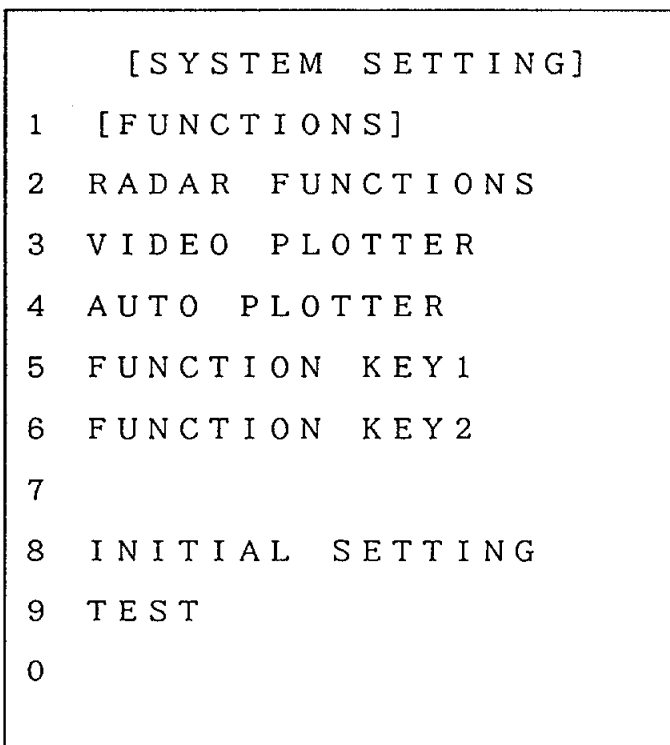 [SYSTEM SETTING]
1 [FUNCTIONS]
2 RADAR FUNCTIONS
3 VIDEO PLOTTER
4 AUTO PLOTTER
5 FUNCTION KEY1
6 FUNCTION KEY2
7
8 INITIAL SETTING
9 TEST
0